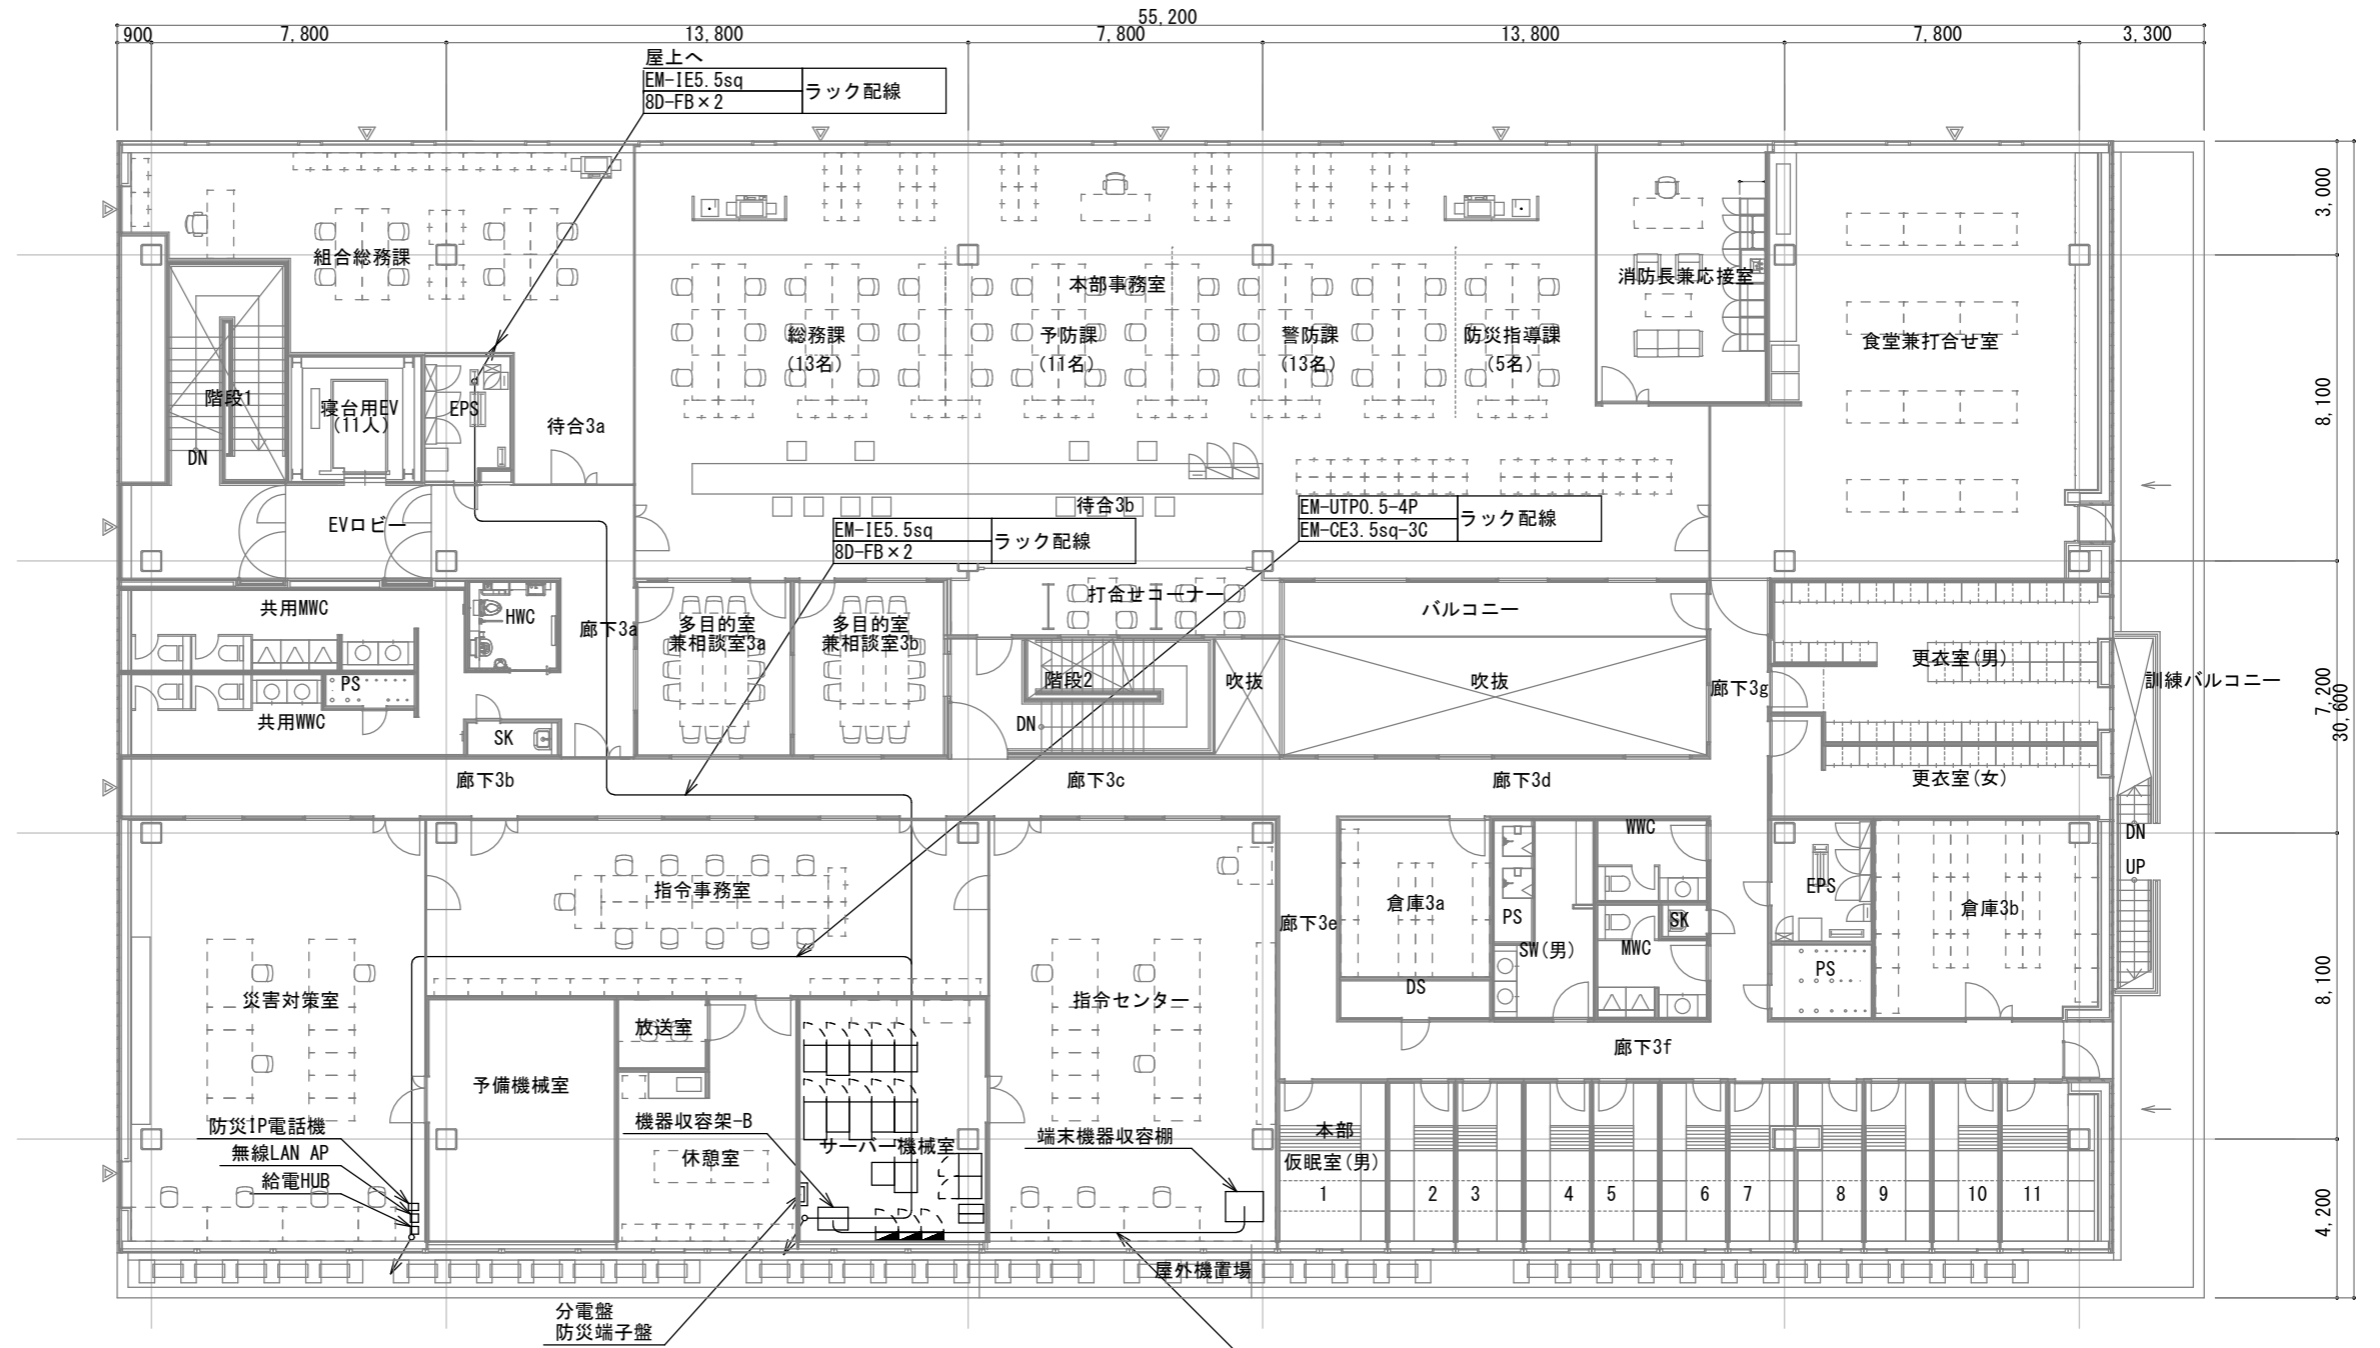 55,200
900
7,800
13,800
7,800
13,800
7,800
3,300
屋上へ
EM-IE5.5sq
8D-FB×2
ラック配線
3,000
8,100
7,200
30,600
8,100
4,200
組合総務課
本部事務室
総務課
(13名)
予防課
(11名)
警防課
(13名)
防災指導課
(5名)
消防長兼応接室
食堂兼打合せ室
階段1
DN
寝台用EV
(11人)
EPS
待合3a
EVロビー
待合3b
EM-IE5.5sq
8D-FB×2
ラック配線
EM-UTP0.5-4P
EM-CE3.5sq-3C
ラック配線
共用MWC
HWC
廊下3a
多目的室
兼相談室3a
多目的室
兼相談室3b
打合せコーナー
バルコニー
PS
共用WWC
SK
階段2
DN
吹抜
吹抜
廊下3g
更衣室(男)
訓練バルコニー
更衣室(女)
廊下3b
廊下3c
廊下3d
DN
UP
指令事務室
災害対策室
指令センター
廊下3e
倉庫3a
DS
PS
SW(男)
WWC
SK
MWC
EPS
PS
倉庫3b
廊下3f
予備機械室
放送室
休憩室
サーバー機械室
機器収容架-B
端末機器収容棚
防災IP電話機
無線LAN AP
給電HUB
本部
仮眠室(男)
1
2
3
4
5
6
7
8
9
10
11
屋外機置場
分電盤
防災端子盤